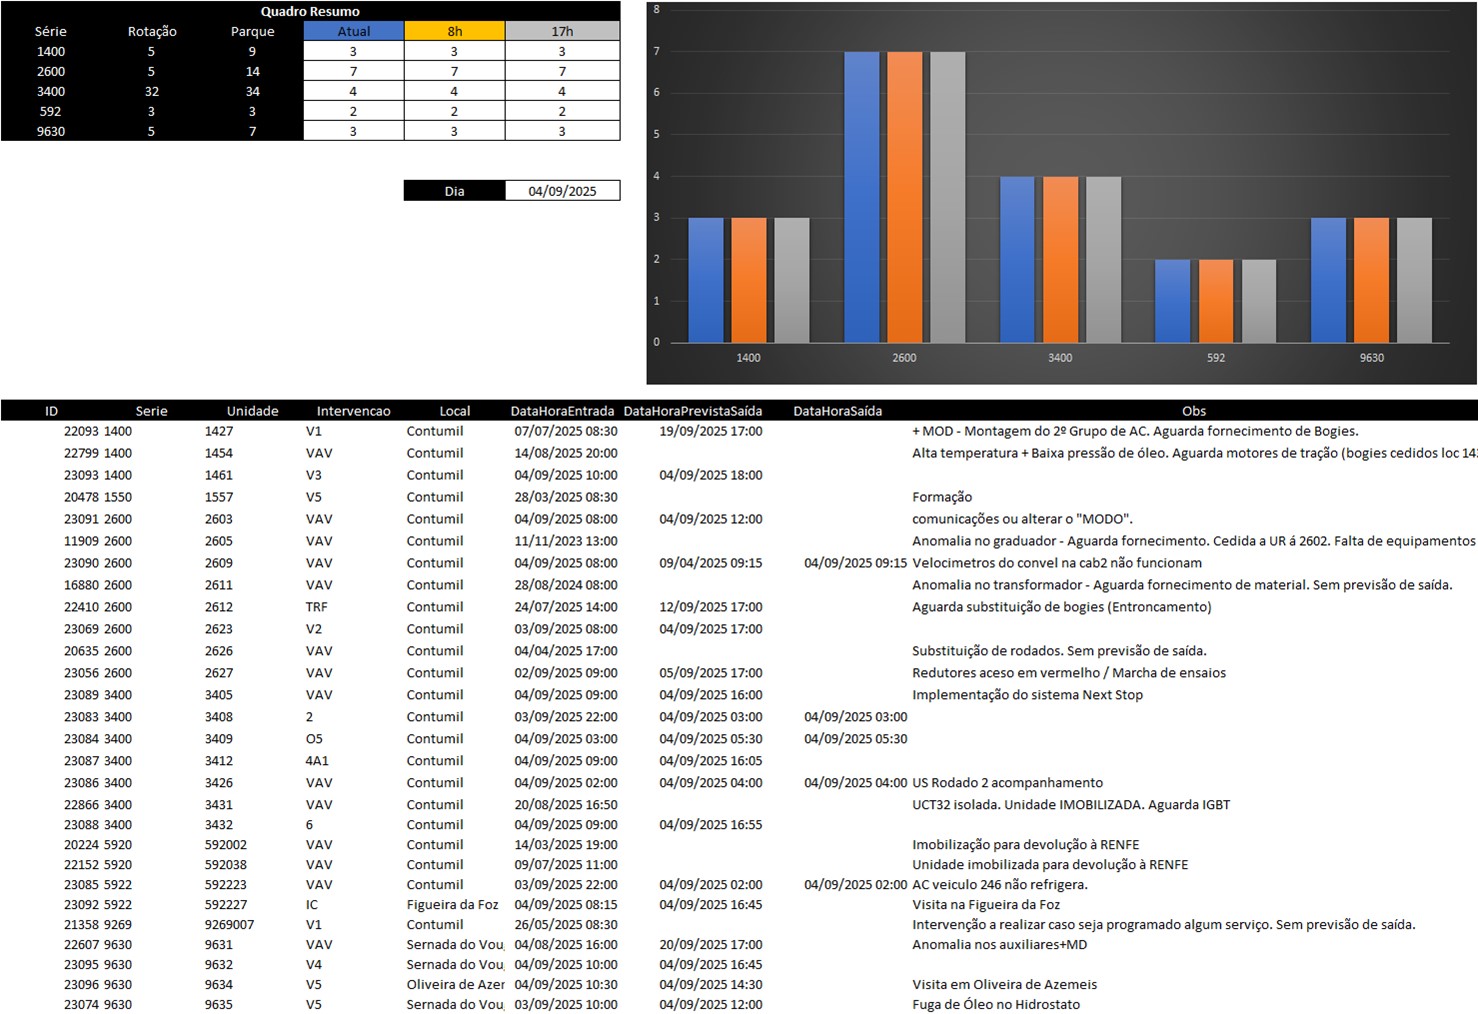 Quadro Resumo
Série Rotação Parque Atual 8h 17h
1400 5 9 3 3 3
2600 5 14 7 7 7
3400 32 34 4 4 4
592 3 3 2 2 2
9630 5 7 3 3 3
Dia 04/09/2025
8
7
6
5
4
3
2
1
0
1400 2600 3400 592 9630
ID Serie Unidade Intervencao Local DataHoraEntrada DataHoraPrevistaSaída DataHoraSaída Obs
22093 1400 1427 V1 Contumil 07/07/2025 08:30 19/09/2025 17:00 + MOD - Montagem do 2º Grupo de AC. Aguarda fornecimento de Bogies.
22799 1400 1454 VAV Contumil 14/08/2025 20:00 Alta temperatura + Baixa pressão de óleo. Aguarda motores de tração (bogies cedidos loc 14
23093 1400 1461 V3 Contumil 04/09/2025 10:00 04/09/2025 18:00
20478 1550 1557 V5 Contumil 28/03/2025 08:30 Formação
23091 2600 2603 VAV Contumil 04/09/2025 08:00 04/09/2025 12:00 comunicações ou alterar o "MODO".
11909 2600 2605 VAV Contumil 11/11/2023 13:00 Anomalia no graduador - Aguarda fornecimento. Cedida a UR á 2602. Falta de equipamentos
23090 2600 2609 VAV Contumil 04/09/2025 08:00 09/04/2025 09:15 04/09/2025 09:15 Velocimetros do convel na cab2 não funcionam
16880 2600 2611 VAV Contumil 28/08/2024 08:00 Anomalia no transformador - Aguarda fornecimento de material. Sem previsão de saída.
22410 2600 2612 TRF Contumil 24/07/2025 14:00 12/09/2025 17:00 Aguarda substituição de bogies (Entroncamento)
23069 2600 2623 V2 Contumil 03/09/2025 08:00 04/09/2025 17:00
20635 2600 2626 VAV Contumil 04/04/2025 17:00 Substituição de rodados. Sem previsão de saída.
23056 2600 2627 VAV Contumil 02/09/2025 09:00 05/09/2025 17:00 Redutores aceso em vermelho / Marcha de ensaios
23089 3400 3405 VAV Contumil 04/09/2025 09:00 04/09/2025 16:00 Implementação do sistema Next Stop
23083 3400 3408 2 Contumil 03/09/2025 22:00 04/09/2025 03:00 04/09/2025 03:00
23084 3400 3409 O5 Contumil 04/09/2025 03:00 04/09/2025 05:30 04/09/2025 05:30
23087 3400 3412 4A1 Contumil 04/09/2025 09:00 04/09/2025 16:05
23086 3400 3426 VAV Contumil 04/09/2025 02:00 04/09/2025 04:00 04/09/2025 04:00 US Rodado 2 acompanhamento
22866 3400 3431 VAV Contumil 20/08/2025 16:50 UCT32 isolada. Unidade IMOBILIZADA. Aguarda IGBT
23088 3400 3432 6 Contumil 04/09/2025 09:00 04/09/2025 16:55
20224 5920 592002 VAV Contumil 14/03/2025 19:00 Imobilização para devolução à RENFE
22152 5920 592038 VAV Contumil 09/07/2025 11:00 Unidade imobilizada para devolução à RENFE
23085 5922 592223 VAV Contumil 03/09/2025 22:00 04/09/2025 02:00 04/09/2025 02:00 AC veiculo 246 não refrigera.
23092 5922 592227 IC Figueira da Foz 04/09/2025 08:15 04/09/2025 16:45 Visita na Figueira da Foz
21358 9269 9269007 V1 Contumil 26/05/2025 08:30 Intervenção a realizar caso seja programado algum serviço. Sem previsão de saída.
22607 9630 9631 VAV Sernada do Vou 04/08/2025 16:00 20/09/2025 17:00 Anomalia nos auxiliares+MD
23095 9630 9632 V4 Sernada do Vou 04/09/2025 10:00 04/09/2025 16:45
23096 9630 9634 V5 Oliveira de Azer 04/09/2025 10:30 04/09/2025 14:30 Visita em Oliveira de Azemeis
23074 9630 9635 V5 Sernada do Vou 03/09/2025 10:00 04/09/2025 12:00 Fuga de Óleo no Hidrostato